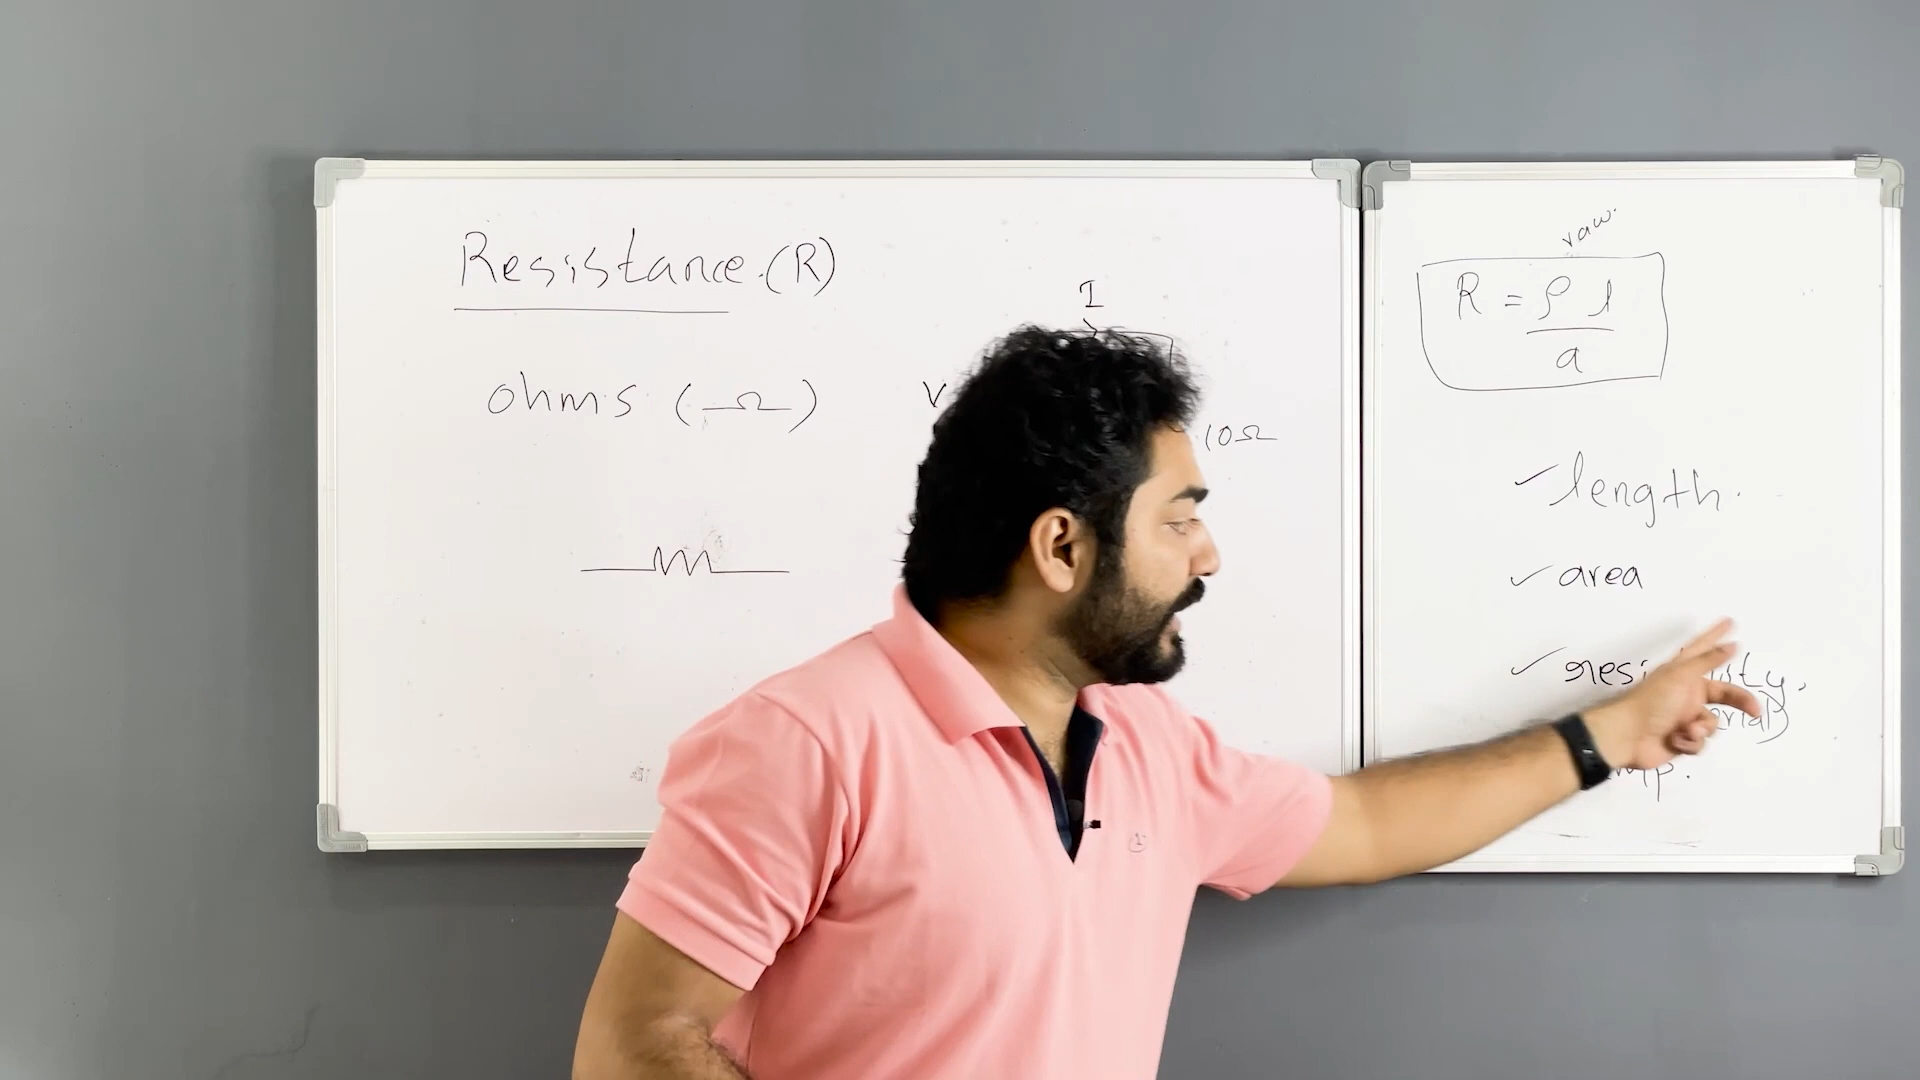 Resistance.(R)
ohms (Ω)
I
V
10Ω
raw.
R = ρ l
a
✓ length.
✓ area
✓